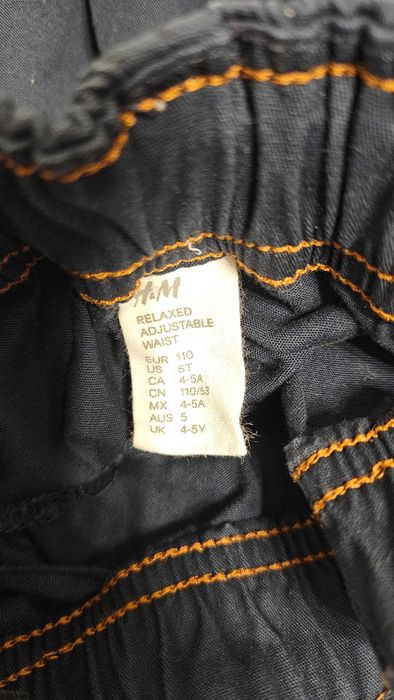 H&M
RELAXED
ADJUSTABLE
WAIST
EUR 110
US 5T
CA 4-5A
CN 110/53
MX 4-5A
AUS 5
UK 4-5Y